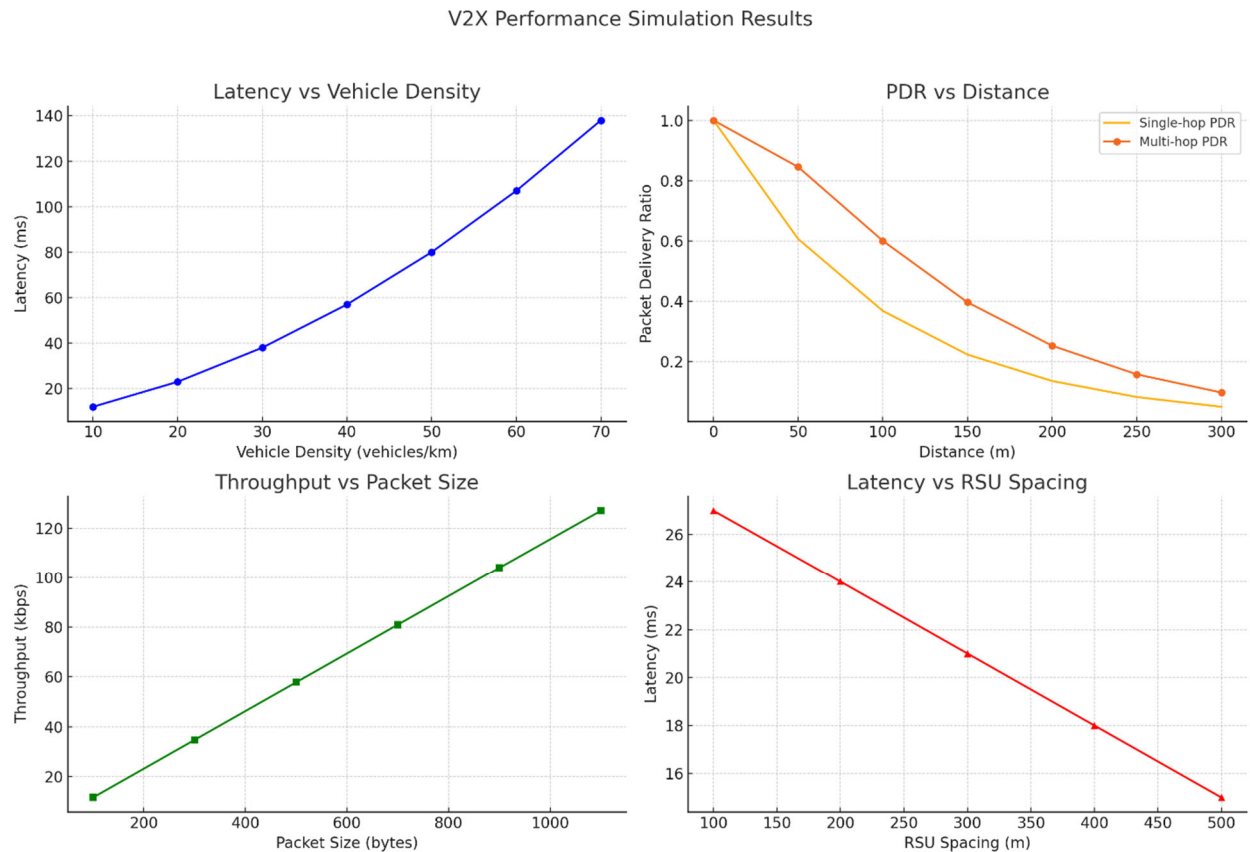 V2X Performance Simulation Results
Latency vs Vehicle Density
Latency (ms)
140
120
100
80
60
40
20
10 20 30 40 50 60 70
Vehicle Density (vehicles/km)
PDR vs Distance
Single-hop PDR
Multi-hop PDR
Packet Delivery Ratio
1.0
0.8
0.6
0.4
0.2
0 50 100 150 200 250 300
Distance (m)
Throughput vs Packet Size
Throughput (kbps)
120
100
80
60
40
20
200 400 600 800 1000
Packet Size (bytes)
Latency vs RSU Spacing
Latency (ms)
26
24
22
20
18
16
100 150 200 250 300 350 400 450 500
RSU Spacing (m)